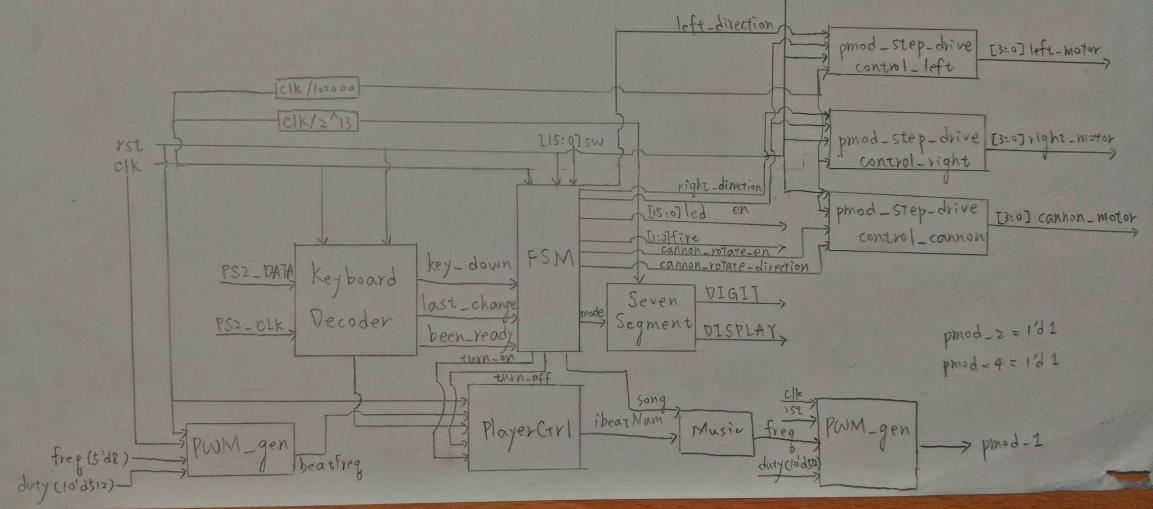 left_direction
pmod_step_drive
control_left
[3:0] left_motor
clk/100000
clk/2^13
rst
clk
[15:0] sw
pmod_step_drive
control_right
[3:0] right_motor
right_direction
[15:0] led
en
[1:0] fire
cannon_rotate_en
cannon_rotate_direction
pmod_step_drive
control_cannon
[3:0] cannon_motor
PS2_DATA
PS2_CLK
Keyboard
Decoder
key_down
last_change
been_ready
FSM
mode
Seven
Segment
DIGIT
DISPLAY
pmod_2 = 1'd1
pmod_4 = 1'd1
turn_on
turn_off
PlayerCtrl
song
ibeatNum
Music
freq
clk
rst
duty(10'd512)
PWM_gen
pmod_1
freq(5'd8)
duty(10'd512)
PWM_gen
beatFreq